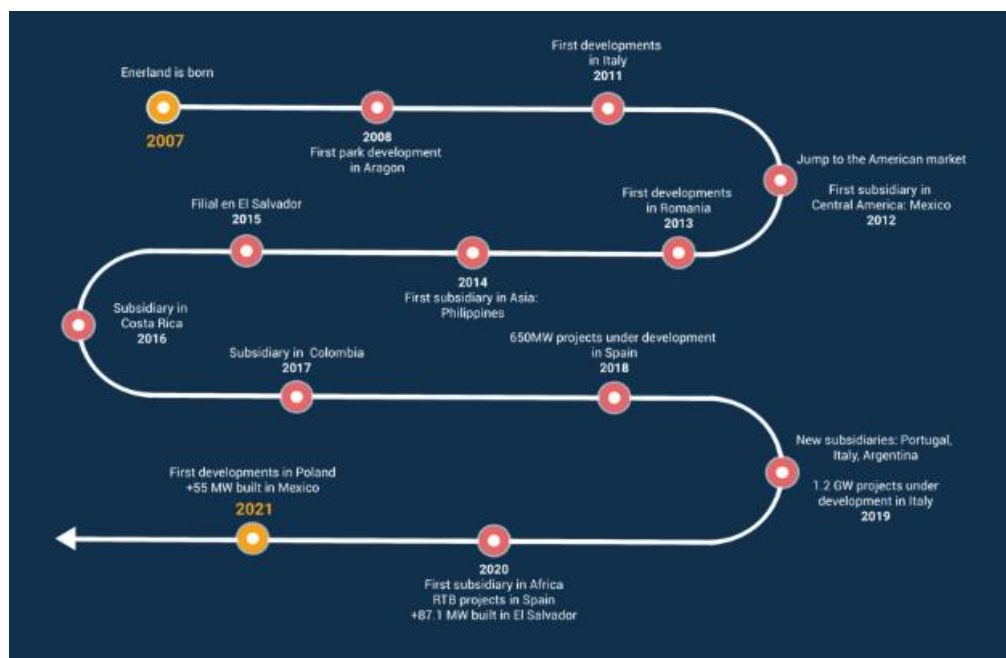 Enerland is born
2007
2008
First park development
in Aragon
First developments
in Italy
2011
Jump to the American market
First subsidiary in
Central America: Mexico
2012
First developments
in Romania
2013
2014
First subsidiary in Asia:
Philippines
Filial en El Salvador
2015
Subsidiary in
Costa Rica
2016
Subsidiary in Colombia
2017
650MW projects under development
in Spain
2018
New subsidiaries: Portugal,
Italy, Argentina
1.2 GW projects under
development in Italy
2019
2020
First subsidiary in Africa
RTB projects in Spain
+87.1 MW built in El Salvador
First developments in Poland
+55 MW built in Mexico
2021